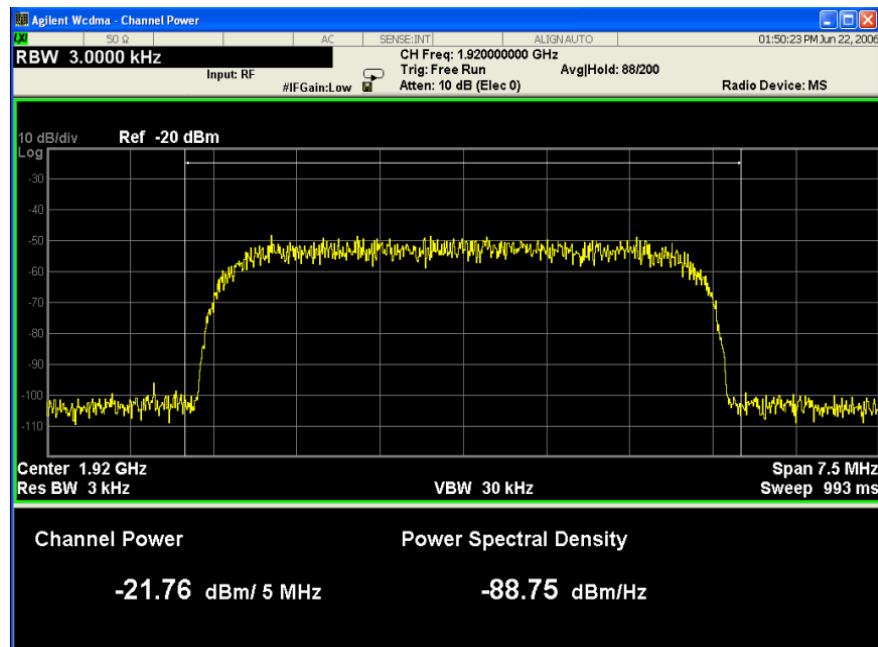 Agilent Wcdma - Channel Power
LXI 50 Ω AC SENSE:INT ALIGNAUTO 01:50:23 PM Jun 22, 2006
RBW 3.0000 kHz CH Freq: 1.920000000 GHz
Input: RF Trig: Free Run Avg|Hold: 88/200
#IFGain:Low Atten: 10 dB (Elec 0) Radio Device: MS
10 dB/div Ref -20 dBm
Log
-30
-40
-50
-60
-70
-80
-90
-100
-110
Center 1.92 GHz Span 7.5 MHz
Res BW 3 kHz VBW 30 kHz Sweep 993 ms
Channel Power Power Spectral Density
-21.76 dBm/ 5 MHz -88.75 dBm/Hz